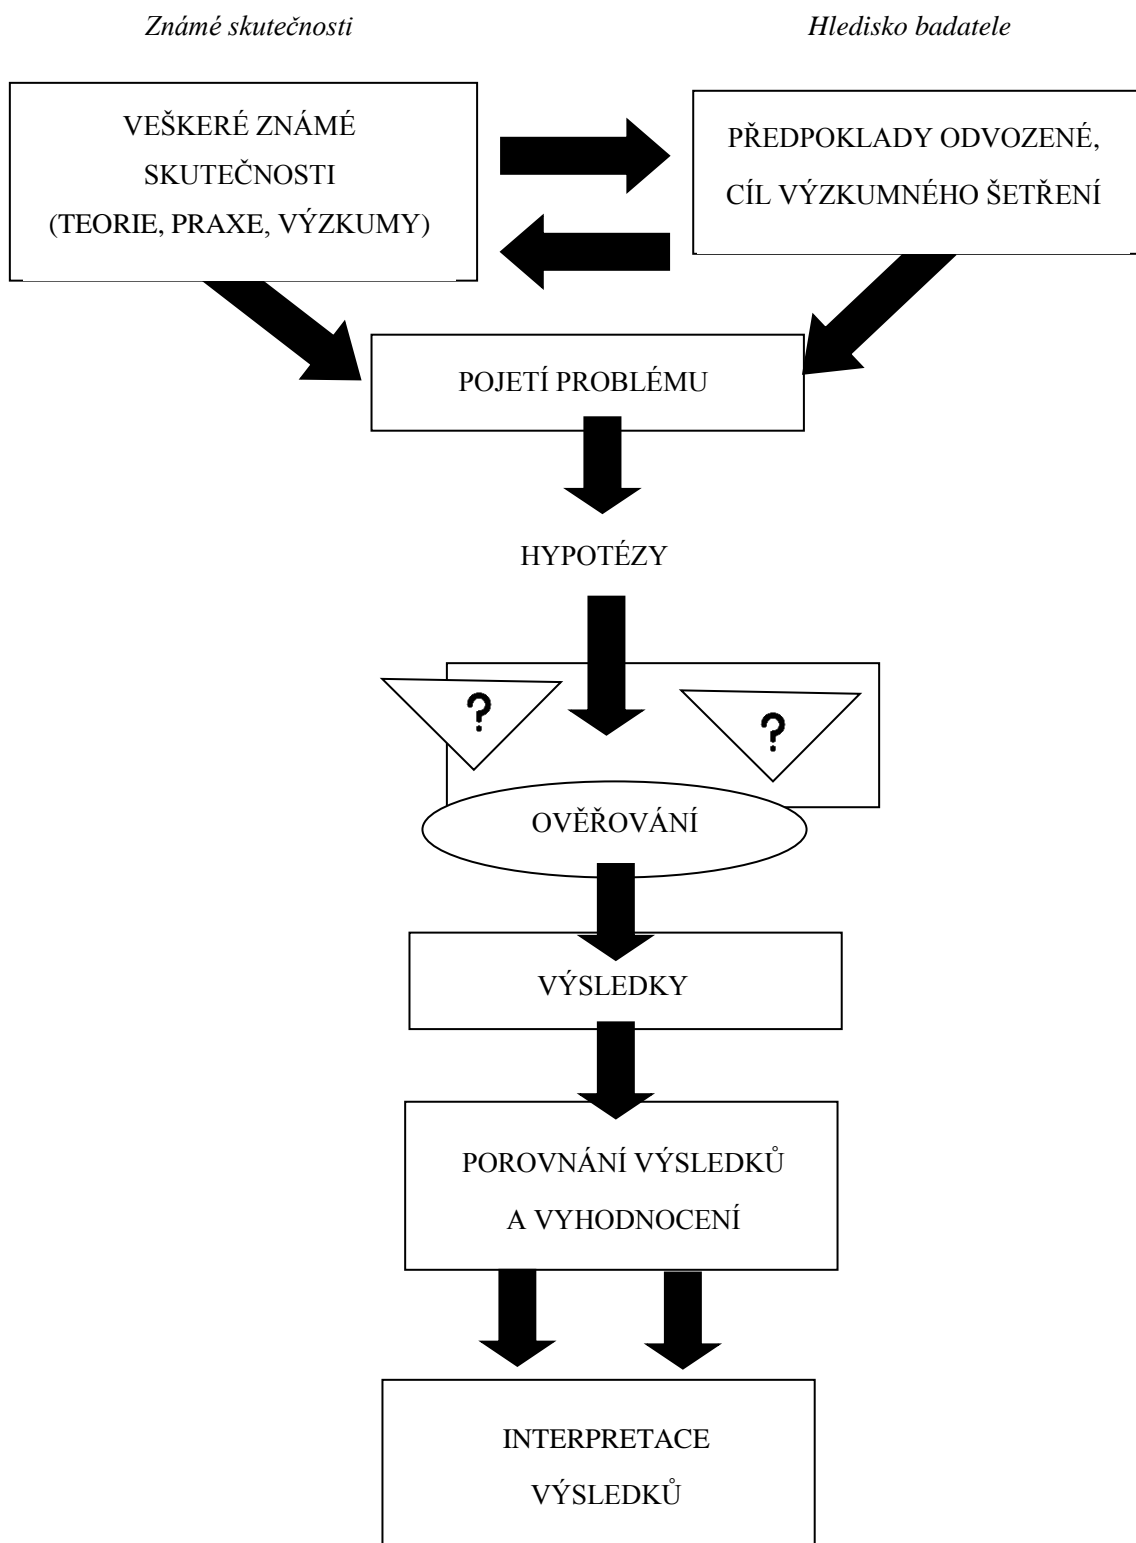 Známé skutečnosti
Hledisko badatele
VEŠKERÉ ZNÁMÉ
SKUTEČNOSTI
(TEORIE, PRAXE, VÝZKUMY)
PŘEDPOKLADY ODVOZENÉ,
CÍL VÝZKUMNÉHO ŠETŘENÍ
POJETÍ PROBLÉMU
HYPOTÉZY
?
?
OVĚŘOVÁNÍ
VÝSLEDKY
POROVNÁNÍ VÝSLEDKŮ
A VYHODNOCENÍ
INTERPRETACE
VÝSLEDKŮ